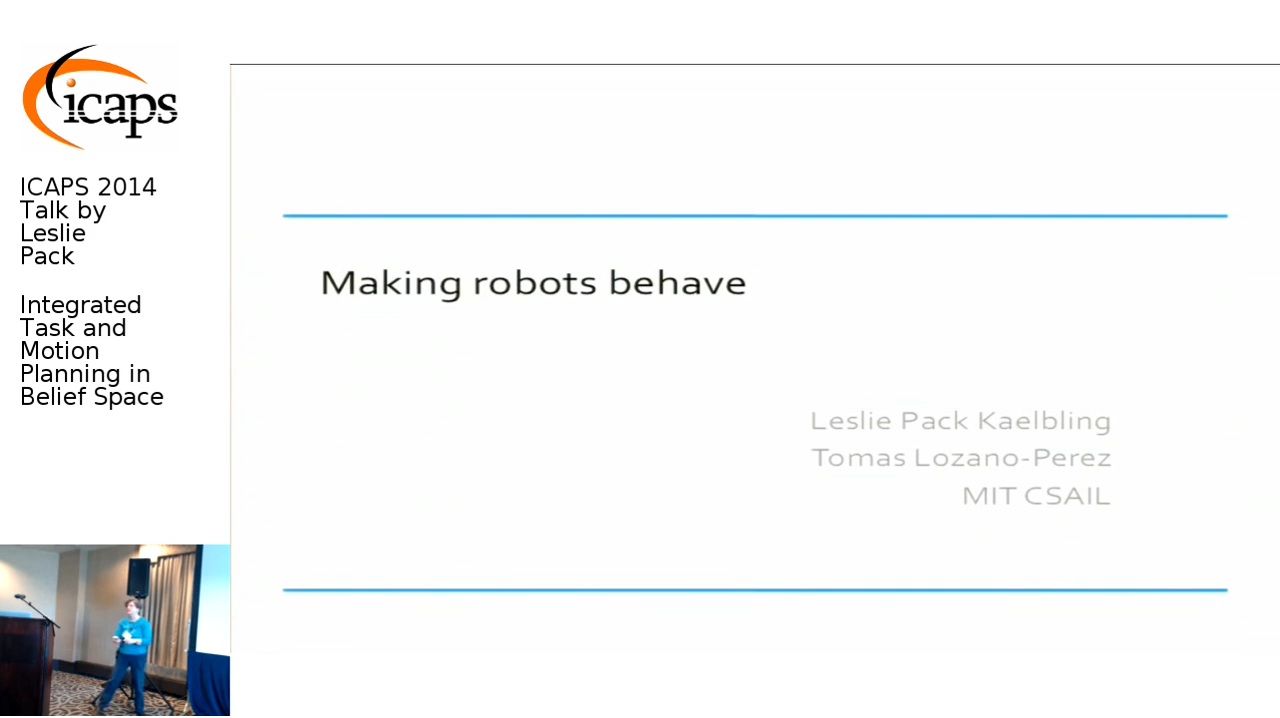 icaps
ICAPS 2014
Talk by
Leslie
Pack
Integrated
Task and
Motion
Planning in
Belief Space
Making robots behave
Leslie Pack Kaelbling
Tomas Lozano-Perez
MIT CSAIL